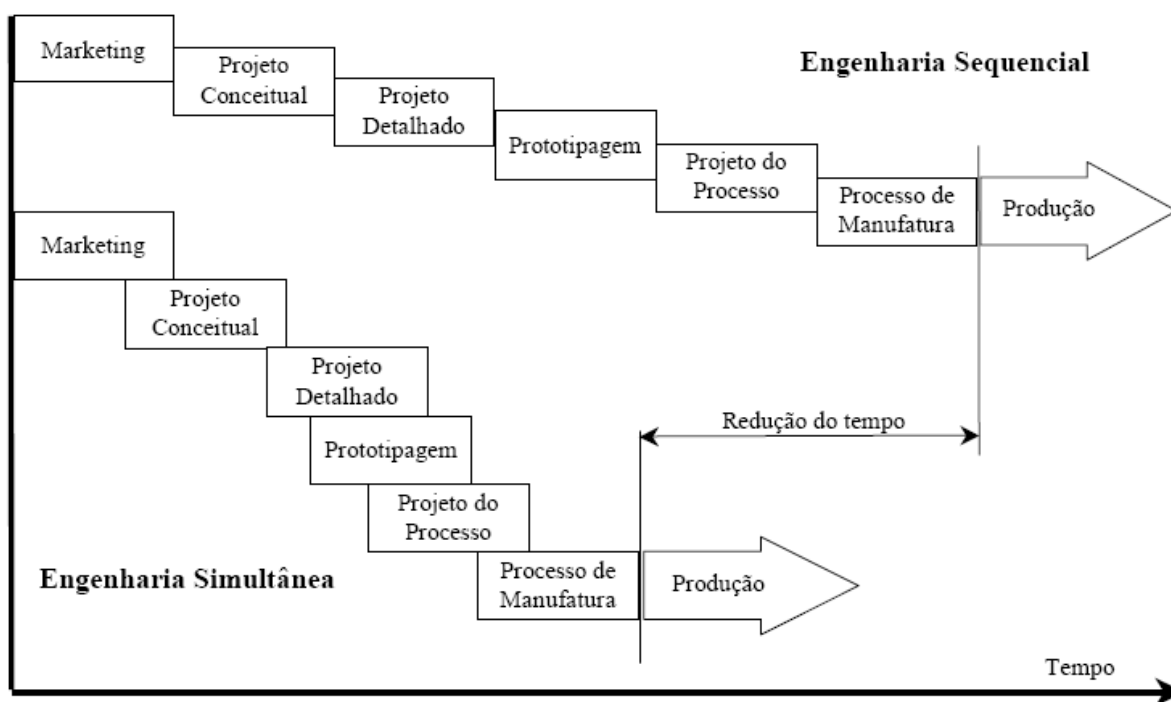 Marketing
Projeto
Conceitual
Projeto
Detalhado
Prototipagem
Projeto do
Processo
Processo de
Manufatura
Produção
Engenharia Sequencial
Marketing
Projeto
Conceitual
Projeto
Detalhado
Prototipagem
Projeto do
Processo
Processo de
Manufatura
Produção
Redução do tempo
Engenharia Simultânea
Tempo